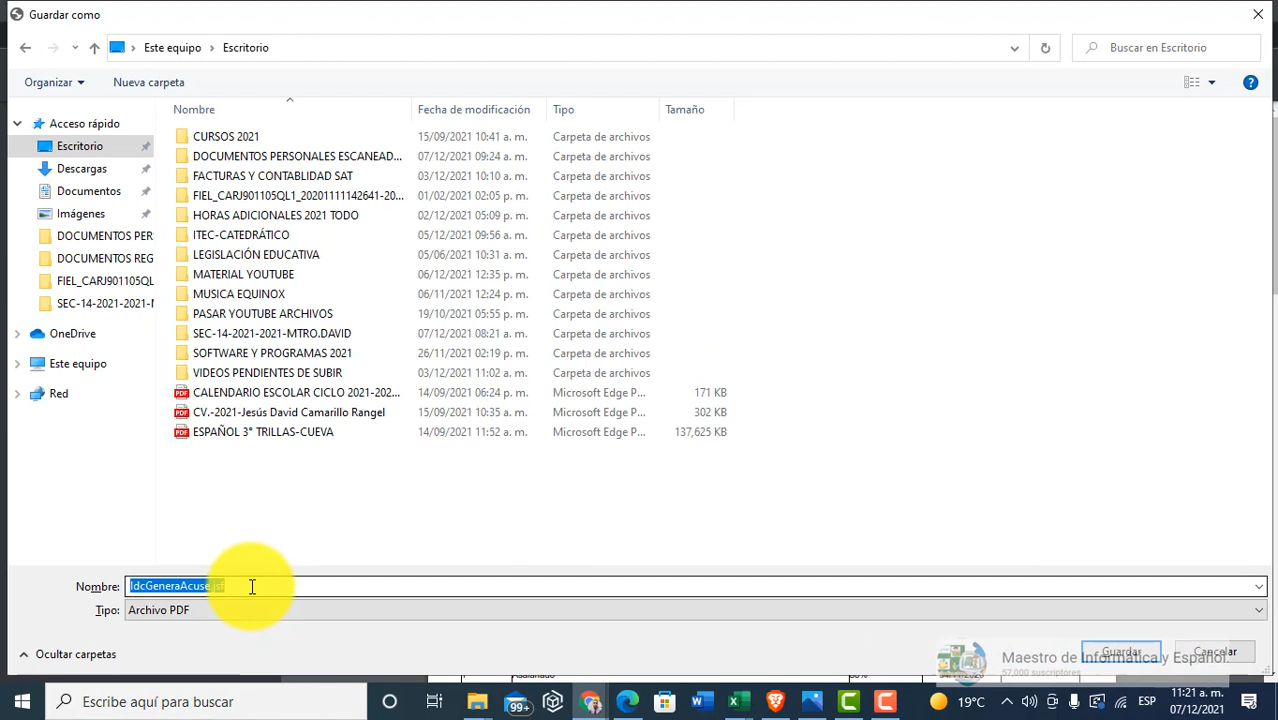 Guardar como
Este equipo > Escritorio
Buscar en Escritorio
Organizar Nueva carpeta
Nombre Fecha de modificación Tipo Tamaño
Acceso rápido
Escritorio
Descargas
Documentos
Imágenes
DOCUMENTOS PER
DOCUMENTOS REG
FIEL_CARJ901105QL
SEC-14-2021-2021-M
OneDrive
Este equipo
Red
CURSOS 2021 15/09/2021 10:41 a. m. Carpeta de archivos
DOCUMENTOS PERSONALES ESCANEAD... 07/12/2021 09:24 a. m. Carpeta de archivos
FACTURAS Y CONTABLIDAD SAT 03/12/2021 10:10 a. m. Carpeta de archivos
FIEL_CARJ901105QL1_20201111142641-20... 01/02/2021 02:05 p. m. Carpeta de archivos
HORAS ADICIONALES 2021 TODO 02/12/2021 05:09 p. m. Carpeta de archivos
ITEC-CATEDRÁTICO 05/12/2021 09:56 a. m. Carpeta de archivos
LEGISLACIÓN EDUCATIVA 05/06/2021 10:31 a. m. Carpeta de archivos
MATERIAL YOUTUBE 06/12/2021 12:35 p. m. Carpeta de archivos
MUSICA EQUINOX 06/11/2021 12:24 p. m. Carpeta de archivos
PASAR YOUTUBE ARCHIVOS 19/10/2021 05:55 p. m. Carpeta de archivos
SEC-14-2021-2021-MTRO.DAVID 07/12/2021 08:21 a. m. Carpeta de archivos
SOFTWARE Y PROGRAMAS 2021 26/11/2021 02:19 p. m. Carpeta de archivos
VIDEOS PENDIENTES DE SUBIR 03/12/2021 11:02 a. m. Carpeta de archivos
CALENDARIO ESCOLAR CICLO 2021-202... 14/09/2021 06:24 p. m. Microsoft Edge P... 171 KB
CV.-2021-Jesús David Camarillo Rangel 15/09/2021 10:35 a. m. Microsoft Edge P... 302 KB
ESPAÑOL 3° TRILLAS-CUEVA 14/09/2021 11:52 a. m. Microsoft Edge P... 137,625 KB
Nombre: IdcGeneraAcuse.jsf
Tipo: Archivo PDF
Ocultar carpetas
Guardar Cancelar
Maestro de Informatica y Español.
57,000 suscriptores
Escribe aquí para buscar
99+
19°C
ESP
11:21 a. m.
07/12/2021